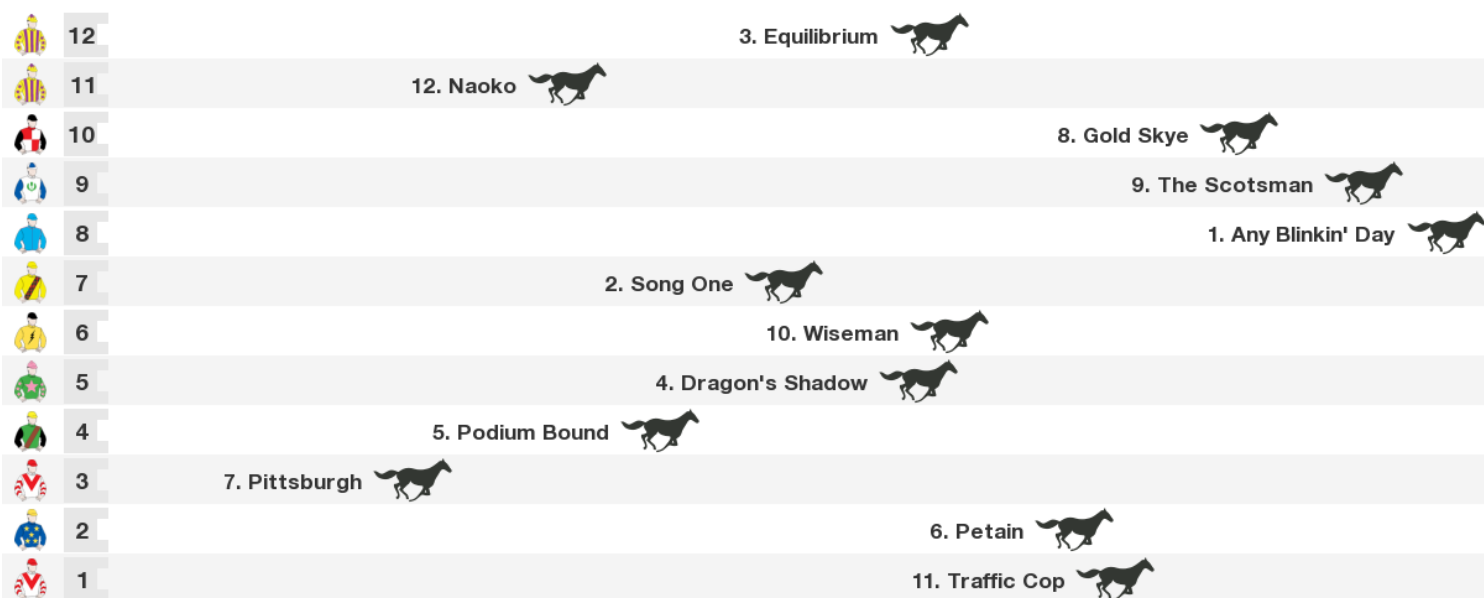 12 3. Equilibrium
11 12. Naoko
10 8. Gold Skye
9 9. The Scotsman
8 1. Any Blinkin' Day
7 2. Song One
6 10. Wiseman
5 4. Dragon's Shadow
4 5. Podium Bound
3 7. Pittsburgh
2 6. Petain
1 11. Traffic Cop